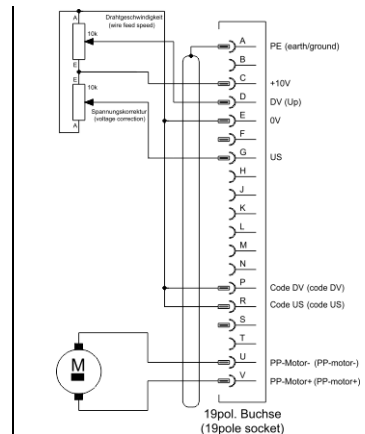 A
Drahtgeschwindigkeit
(wire feed speed)
10k
E
E
10k
Spannungskorrektur
(voltage correction)
A
A
PE (earth/ground)
B
C
+10V
D
DV (Up)
E
0V
F
G
US
H
J
K
L
M
N
P
Code DV (code DV)
R
Code US (code US)
S
T
U
PP-Motor- (PP-motor-)
V
PP-Motor+ (PP-motor+)
M
19pol. Buchse
(19pole socket)